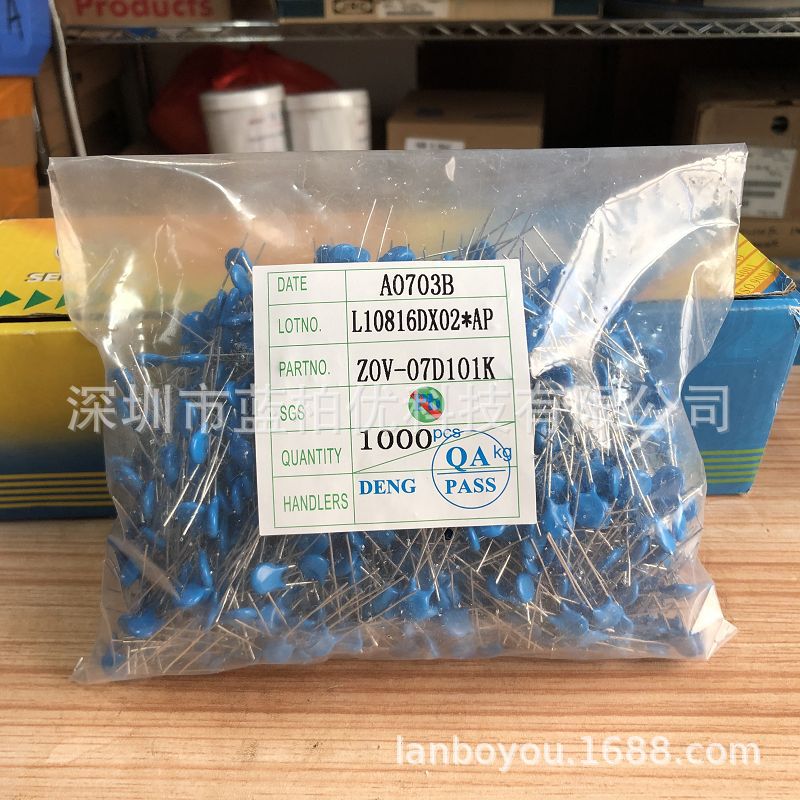 Products
A
SE
DATE A0703B
LOTNO. L10816DX02*AP
PARTNO. ZOV-07D101K
深圳市蓝柏优科技有限公司
SGS
QUANTITY 1000pcs kg
QA
HANDLERS DENG PASS
lanboyou.1688.com